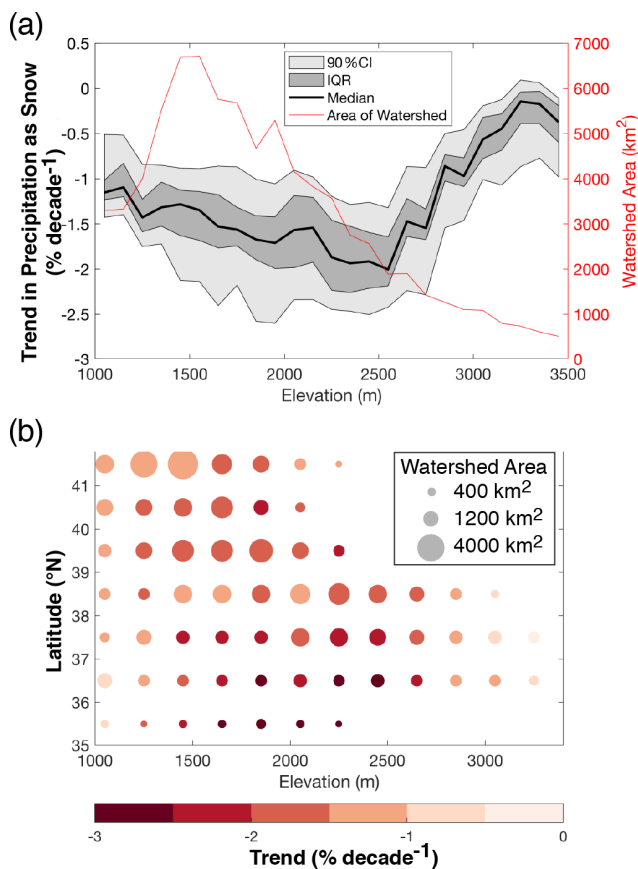 (a)
Trend in Precipitation as Snow
(% decade-1)
0.5
0
-0.5
-1
-1.5
-2
-2.5
-3
90 %CI
IQR
Median
Area of Watershed
7000
6000
5000
4000
3000
2000
1000
0
Watershed Area (km2)
1000
1500
2000
2500
3000
3500
Elevation (m)
(b)
Latitude (°N)
41
40
39
38
37
36
35
Watershed Area
400 km2
1200 km2
4000 km2
1000
1500
2000
2500
3000
Elevation (m)
-3
-2
-1
0
Trend (% decade-1)